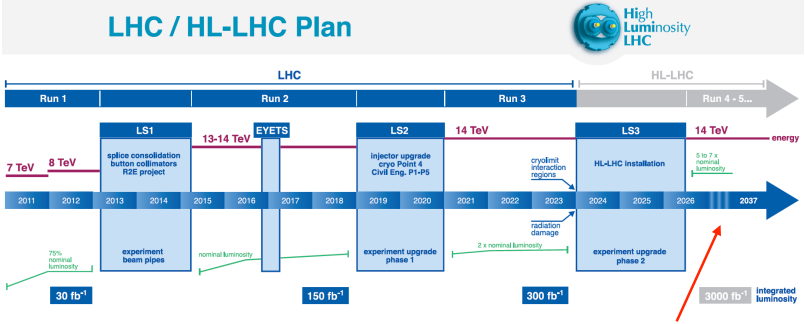 LHC / HL-LHC Plan
High
Luminosity
LHC
LHC
HL-LHC
Run 1
Run 2
Run 3
Run 4 - 5...
LS1
EYETS
LS2
LS3
13-14 TeV
14 TeV
14 TeV
energy
7 TeV
8 TeV
splice consolidation
button collimators
R2E project
injector upgrade
cryo Point 4
Civil Eng. P1-P5
cryolimit
interaction
regions
HL-LHC installation
5 to 7 x
nominal
luminosity
2011
2012
2013
2014
2015
2016
2017
2018
2019
2020
2021
2022
2023
2024
2025
2026
2037
radiation
damage
75%
nominal
luminosity
nominal luminosity
2 x nominal luminosity
experiment
beam pipes
experiment upgrade
phase 1
experiment upgrade
phase 2
30 fb⁻¹
150 fb⁻¹
300 fb⁻¹
3000 fb⁻¹
integrated
luminosity